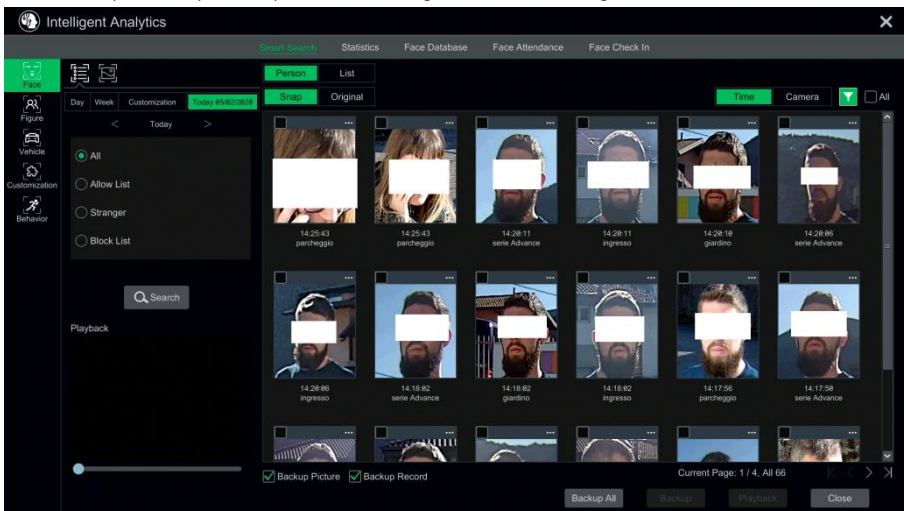 Intelligent Analytics
Smart Search Statistics Face Database Face Attendance Face Check In
Face
Figure
Vehicle
Customization
Behavior
Day Week Customization Today 05/02/2020
< Today >
All
Allow List
Stranger
Block List
Search
Playback
Person List
Snap Original
Time Camera All
14:25:43
parcheggio
14:25:43
parcheggio
14:20:11
serie Advance
14:20:11
ingresso
14:20:10
giardino
14:20:06
serie Advance
14:20:06
ingresso
14:18:02
serie Advance
14:18:02
giardino
14:18:02
ingresso
14:17:56
parcheggio
14:17:50
serie Advance
Backup Picture Backup Record
Current Page: 1 / 4, All 66
Backup All Backup Playback Close